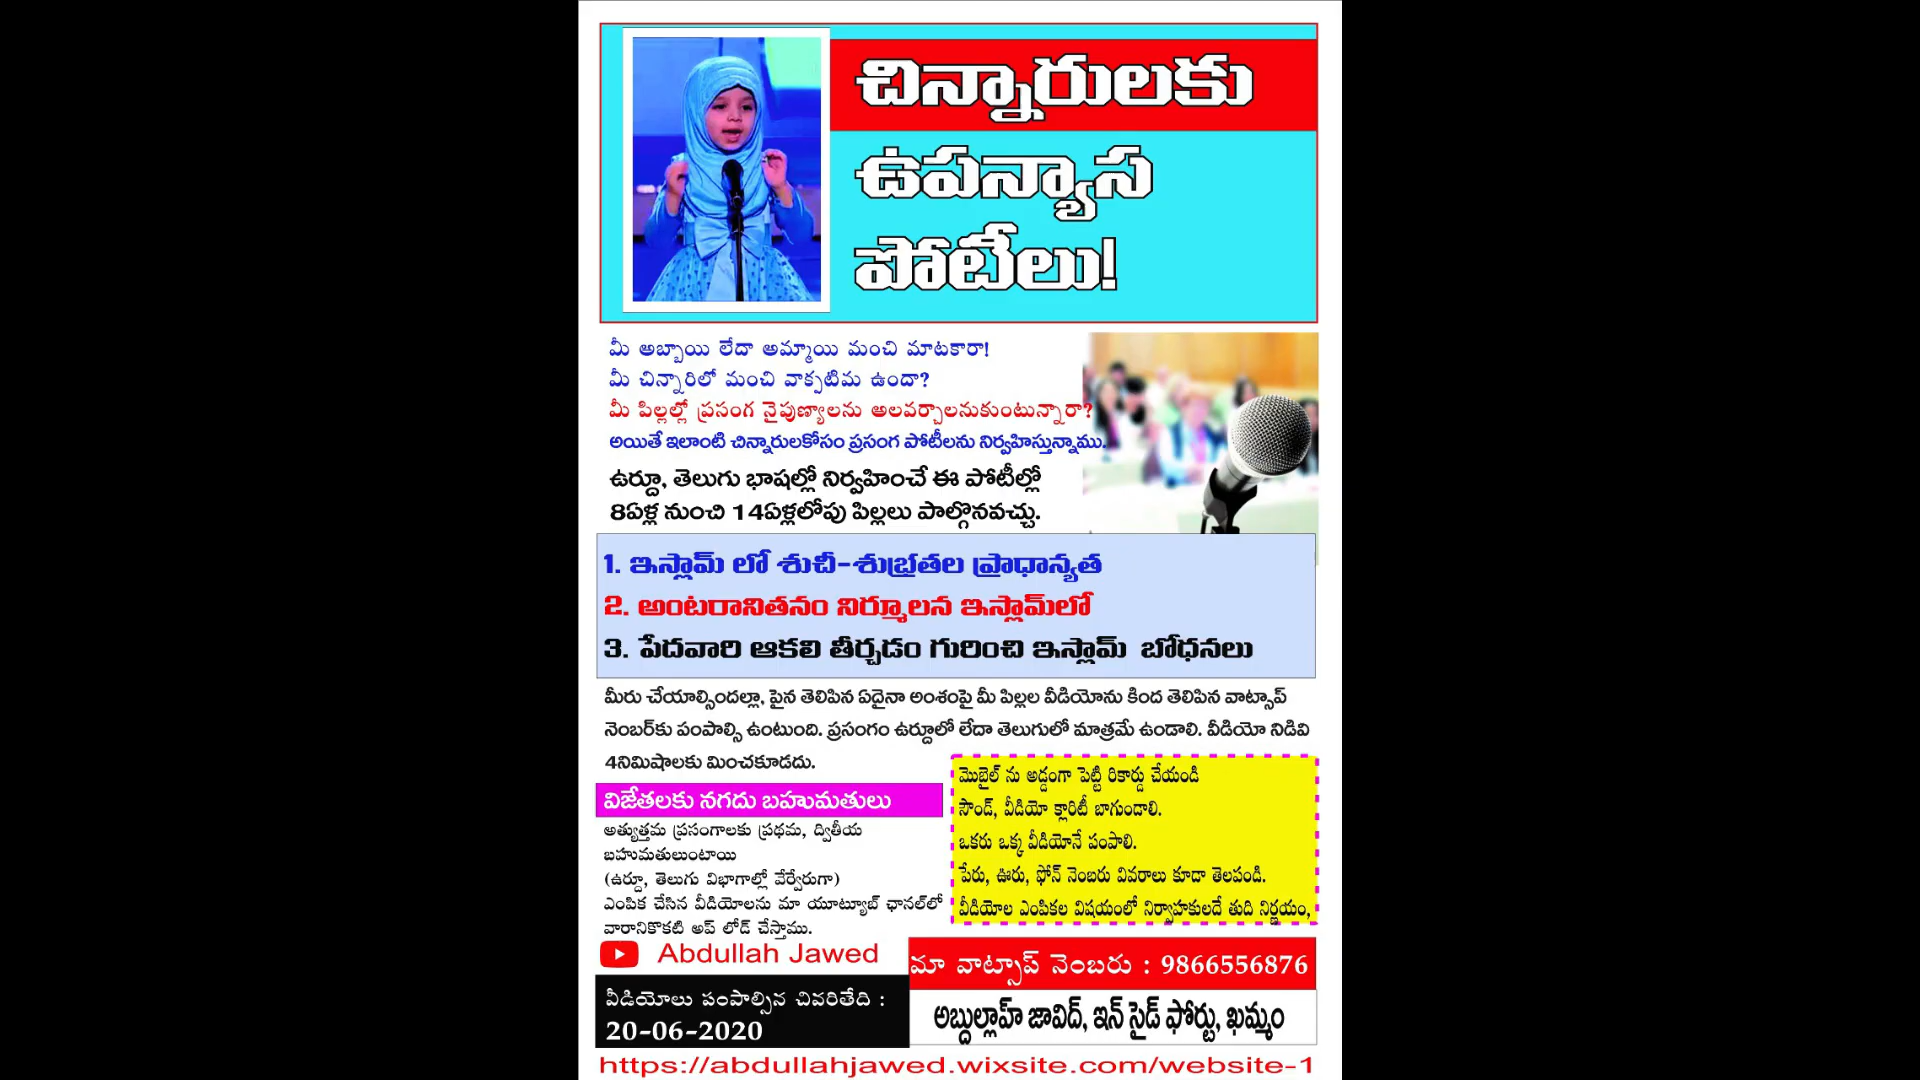 చిన్నారులకు
ఉపన్యాస
పోటీలు!
మీ అబ్బాయి లేదా అమ్మాయి మంచి మాటకారా!
మీ చిన్నారిలో మంచి వాక్పటిమ ఉందా?
మీ పిల్లల్లో ప్రసంగ నైపుణ్యాలను అలవర్చాలనుకుంటున్నారా?
అయితే ఇలాంటి చిన్నారులకోసం ప్రసంగ పోటీలను నిర్వహిస్తున్నాము.
ఉర్దూ, తెలుగు భాషల్లో నిర్వహించే ఈ పోటీల్లో
8ఏళ్ల నుంచి 14ఏళ్లలోపు పిల్లలు పాల్గొనవచ్చు.
1. ఇస్లామ్ లో శుచీ-శుభ్రతల ప్రాధాన్యత
2. అంటరానితనం నిర్మూలన ఇస్లామ్‌లో
3. పేదవారి ఆకలి తీర్చడం గురించి ఇస్లామ్ బోధనలు
మీరు చేయాల్సిందల్లా, పైన తెలిపిన ఏదైనా అంశంపై మీ పిల్లల వీడియోను కింద తెలిపిన వాట్సాప్
నెంబర్‌కు పంపాల్సి ఉంటుంది. ప్రసంగం ఉర్దూలో లేదా తెలుగులో మాత్రమే ఉండాలి. వీడియో నిడివి
4నిమిషాలకు మించకూడదు.
విజేతలకు నగదు బహుమతులు
అత్యుత్తమ ప్రసంగాలకు ప్రథమ, ద్వితీయ
బహుమతులుంటాయి
(ఉర్దూ, తెలుగు విభాగాల్లో వేర్వేరుగా)
ఎంపిక చేసిన వీడియోలను మా యూట్యూబ్ ఛానల్‌లో
వారానికొకటి అప్ లోడ్ చేస్తాము.
Abdullah Jawed
వీడియోలు పంపాల్సిన చివరితేది :
20-06-2020
మొబైల్ ను అడ్డంగా పెట్టి రికార్డు చేయండి
సౌండ్, వీడియో క్లారిటీ బాగుండాలి.
ఒకరు ఒక్క వీడియోనే పంపాలి.
పేరు, ఊరు, ఫోన్ నెంబరు వివరాలు కూడా తెలపండి.
వీడియోల ఎంపికల విషయంలో నిర్వాహకులదే తుది నిర్ణయం,
మా వాట్సాప్ నెంబరు : 9866556876
అబ్దుల్లాహ్ జావిద్, ఇన్ సైడ్ ఫోర్టు, ఖమ్మం
https://abdullahjawed.wixsite.com/website-1